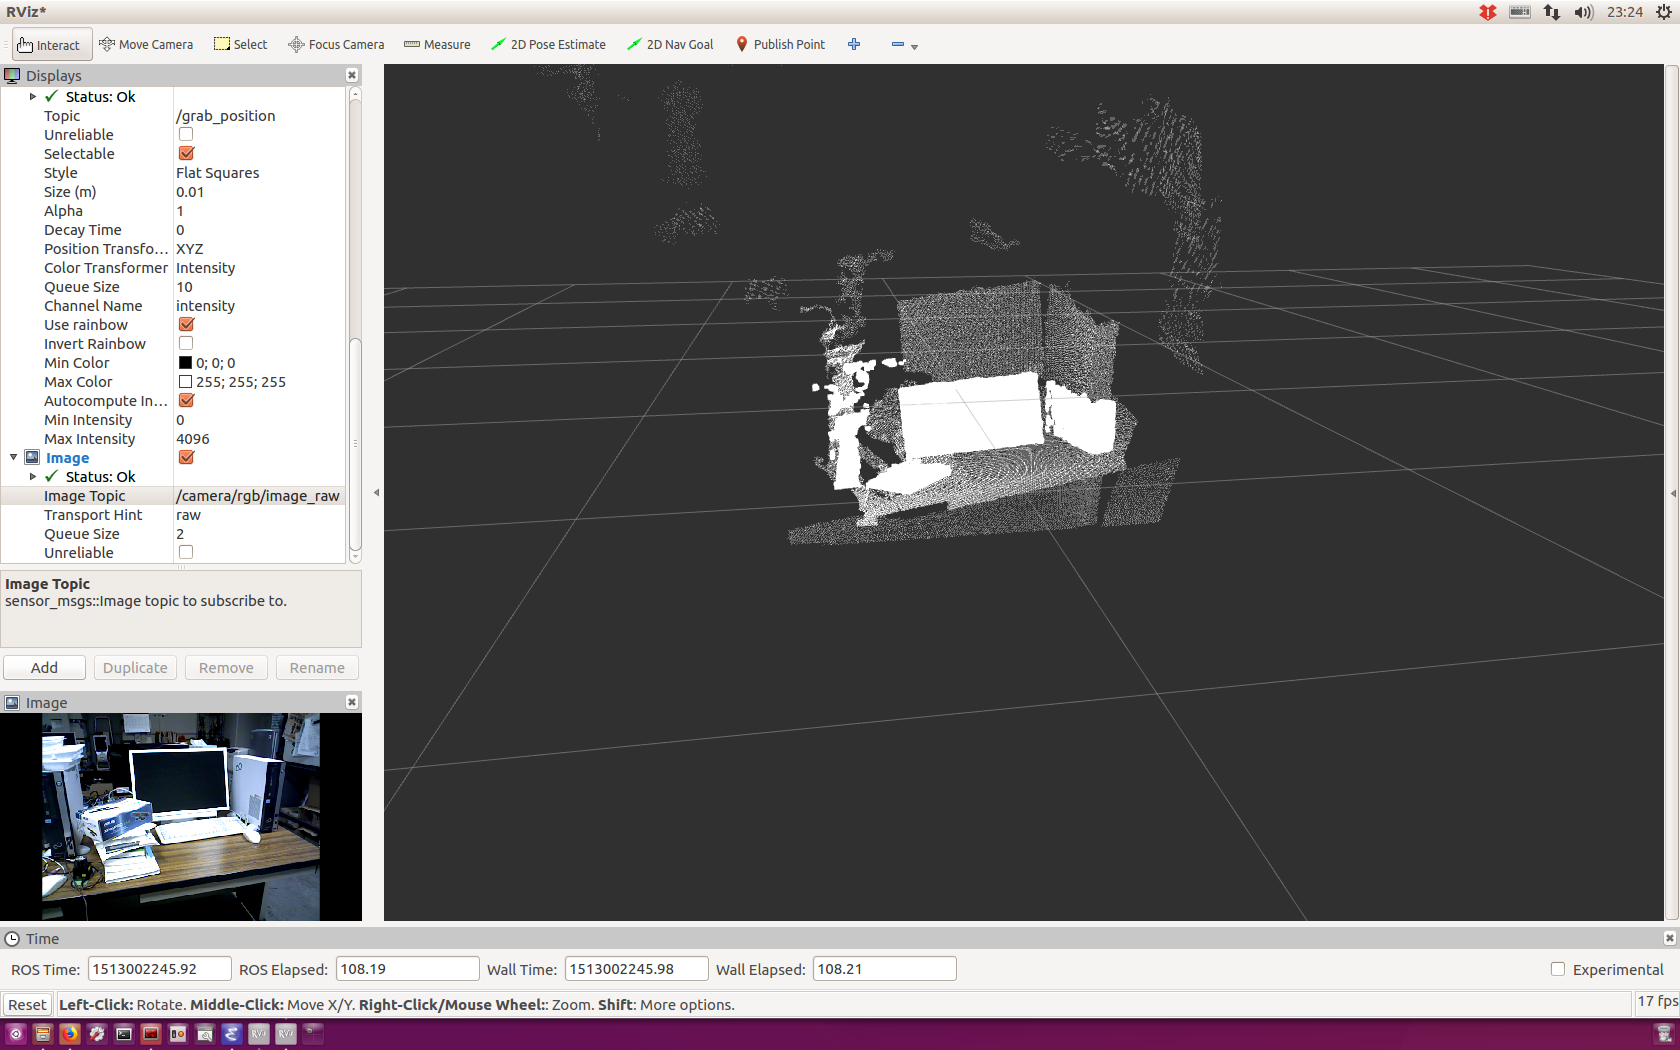 RViz*
23:24
Interact Move Camera Select Focus Camera Measure 2D Pose Estimate 2D Nav Goal Publish Point
Displays
Status: Ok
Topic /grab_position
Unreliable
Selectable
Style Flat Squares
Size (m) 0.01
Alpha 1
Decay Time 0
Position Transfo... XYZ
Color Transformer Intensity
Queue Size 10
Channel Name intensity
Use rainbow
Invert Rainbow
Min Color 0; 0; 0
Max Color 255; 255; 255
Autocompute In...
Min Intensity 0
Max Intensity 4096
Image
Status: Ok
Image Topic /camera/rgb/image_raw
Transport Hint raw
Queue Size 2
Unreliable
Image Topic
sensor_msgs::Image topic to subscribe to.
Add Duplicate Remove Rename
Image
Time
ROS Time: 1513002245.92 ROS Elapsed: 108.19 Wall Time: 1513002245.98 Wall Elapsed: 108.21 Experimental
Reset Left-Click: Rotate. Middle-Click: Move X/Y. Right-Click/Mouse Wheel:: Zoom. Shift: More options. 17 fps